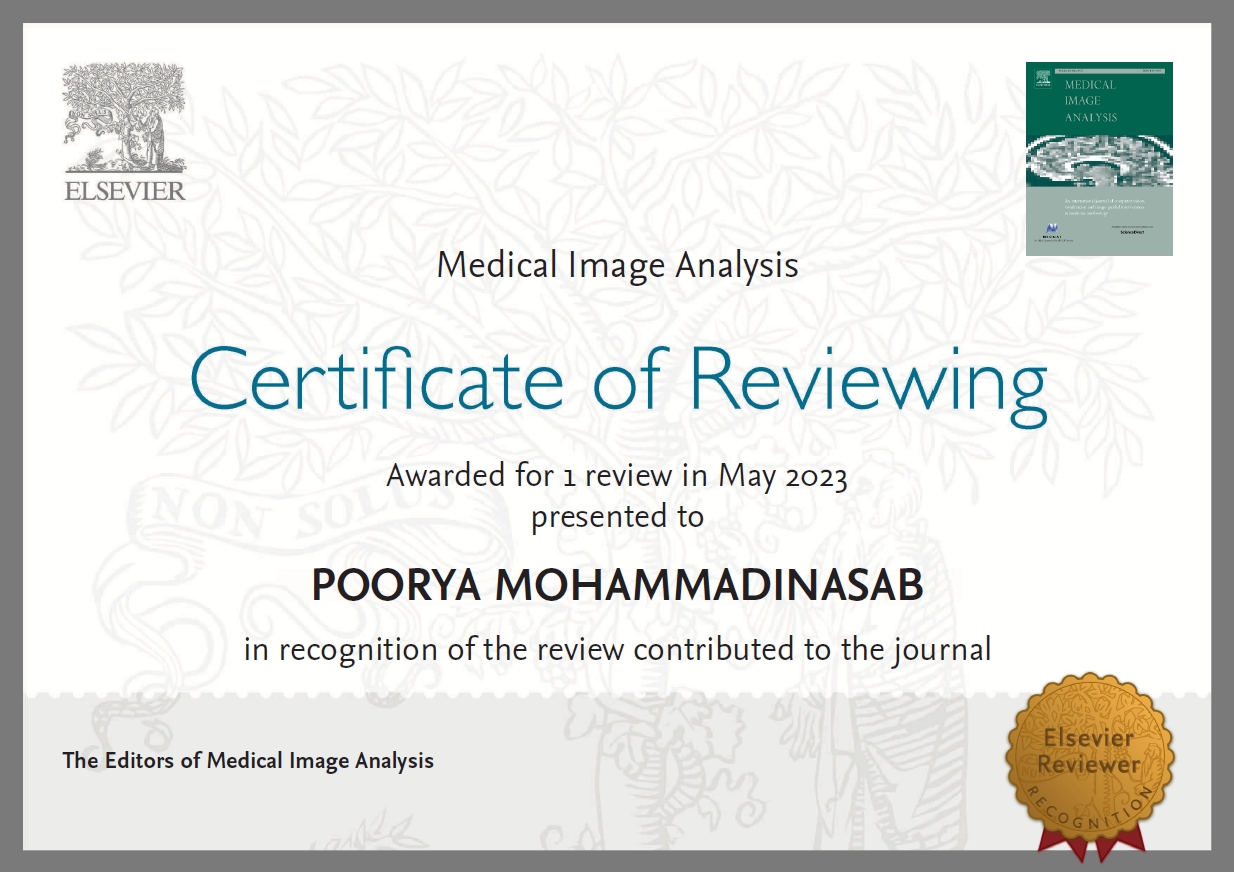 ELSEVIER
MEDICAL
IMAGE
ANALYSIS
ScienceDirect
Medical Image Analysis
Certificate of Reviewing
Awarded for 1 review in May 2023
presented to
NON SOLUS
POORYA MOHAMMADINASAB
in recognition of the review contributed to the journal
The Editors of Medical Image Analysis
Elsevier
Reviewer
RECOGNITION